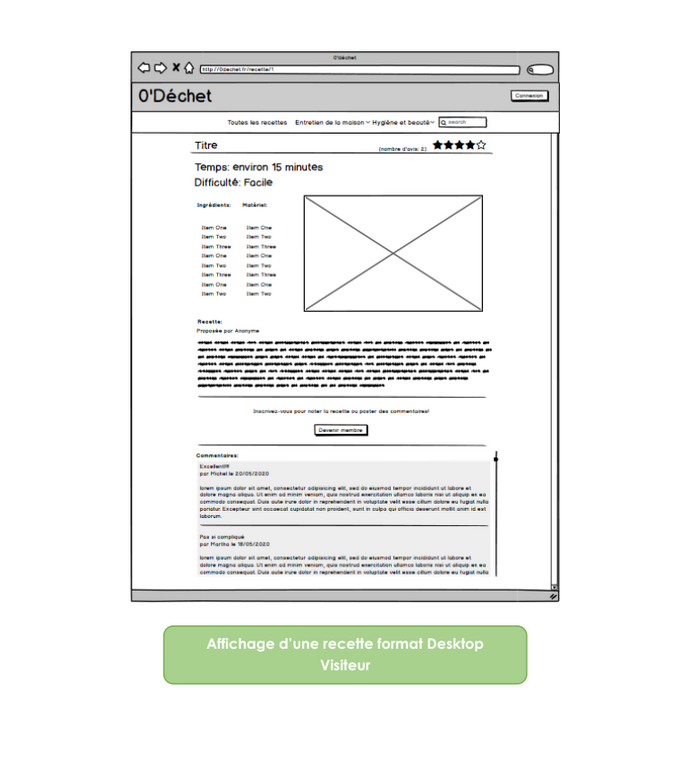 0'Déchet
http://0dechet.fr/recette/1
0'Déchet
Connexion
Toutes les recettes Entretien de la maison Hygiène et beauté search
Titre
(nombre d'avis: 2)
Temps: environ 15 minutes
Difficulté: Facile
Ingrédients: Matériel:
Item One Item One
Item Two Item Two
Item Three Item Three
Item One Item One
Item Two Item Two
Item Three Item Three
Item One Item One
Item Two Item Two
Recette:
Proposée par Anonyme
Inscrivez-vous pour noter la recette ou poster des commentaires!
Devenir membre
Commentaires:
Excellent!!!
par Michel le 20/05/2020
lorem ipsum dolor sit amet, consectetur adipisicing elit, sed do eiusmod tempor incididunt ut labore et
dolore magna aliqua. Ut enim ad minim veniam, quis nostrud exercitation ullamco laboris nisi ut aliquip ex ea
commodo consequat. Duis aute irure dolor in reprehenderit in voluptate velit esse cillum dolore eu fugiat nulla
pariatur Excepteur sint occaecat cupidatat non proident, sunt in culpa qui officia deserunt mollit anim id est
laborum.
Pas si compliqué
par Martha le 18/05/2020
lorem ipsum dolor sit amet, consectetur adipisicing elit, sed do eiusmod tempor incididunt ut labore et
dolore magna aliqua. Ut enim ad minim veniam, quis nostrud exercitation ullamco laboris nisi ut aliquip ex ea
commodo consequat. Duis aute irure dolor in reprehenderit in voluptate velit esse cillum dolore eu fugiat nulla
Affichage d'une recette format Desktop
Visiteur